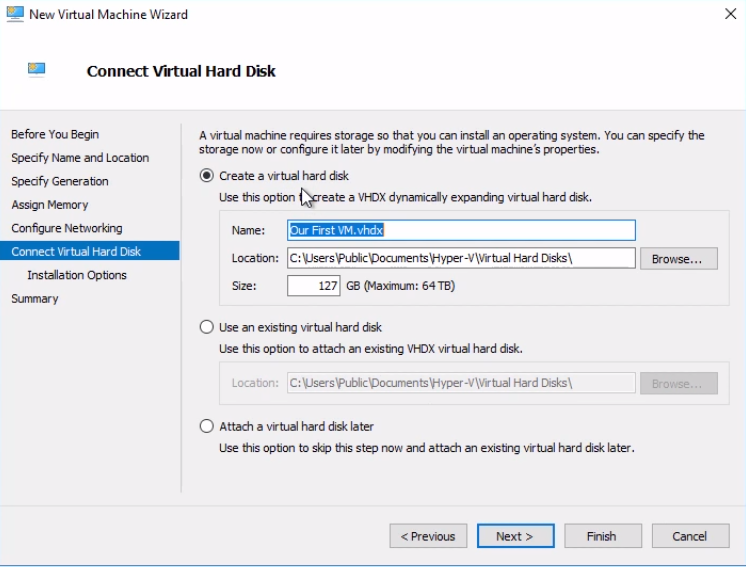 New Virtual Machine Wizard
Connect Virtual Hard Disk
Before You Begin
Specify Name and Location
Specify Generation
Assign Memory
Configure Networking
Connect Virtual Hard Disk
Installation Options
Summary
A virtual machine requires storage so that you can install an operating system. You can specify the
storage now or configure it later by modifying the virtual machine's properties.
Create a virtual hard disk
Use this option to create a VHDX dynamically expanding virtual hard disk.
Name: Our First VM.vhdx
Location: C:\Users\Public\Documents\Hyper-V\Virtual Hard Disks\ Browse...
Size: 127 GB (Maximum: 64 TB)
Use an existing virtual hard disk
Use this option to attach an existing VHDX virtual hard disk.
Location: C:\Users\Public\Documents\Hyper-V\Virtual Hard Disks\ Browse...
Attach a virtual hard disk later
Use this option to skip this step now and attach an existing virtual hard disk later.
< Previous Next > Finish Cancel